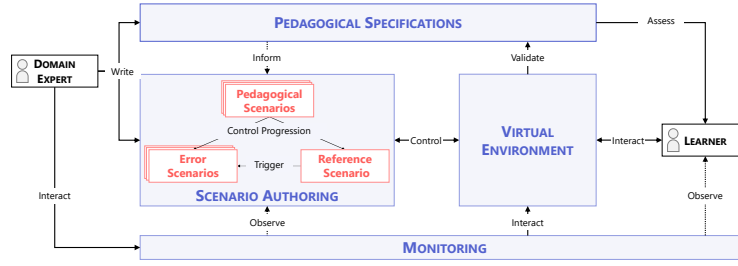 PEDAGOGICAL SPECIFICATIONS
Assess
Inform
Validate
DOMAIN
EXPERT
Write
Pedagogical
Scenarios
Control Progression
Error
Scenarios
Trigger
Reference
Scenario
SCENARIO AUTHORING
Control
VIRTUAL
ENVIRONMENT
Interact
LEARNER
Interact
Observe
Interact
Observe
MONITORING